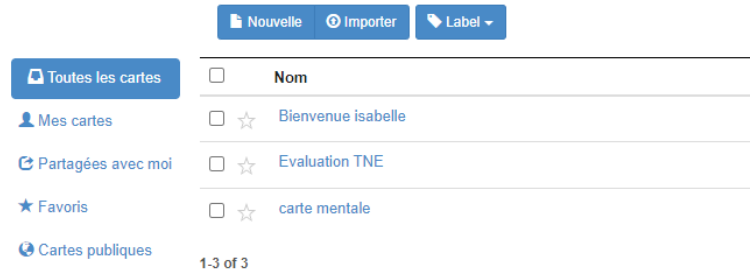 Nouvelle Importer Label
Toutes les cartes
Nom
Mes cartes
Bienvenue isabelle
Partagées avec moi
Evaluation TNE
Favoris
carte mentale
Cartes publiques
1-3 of 3